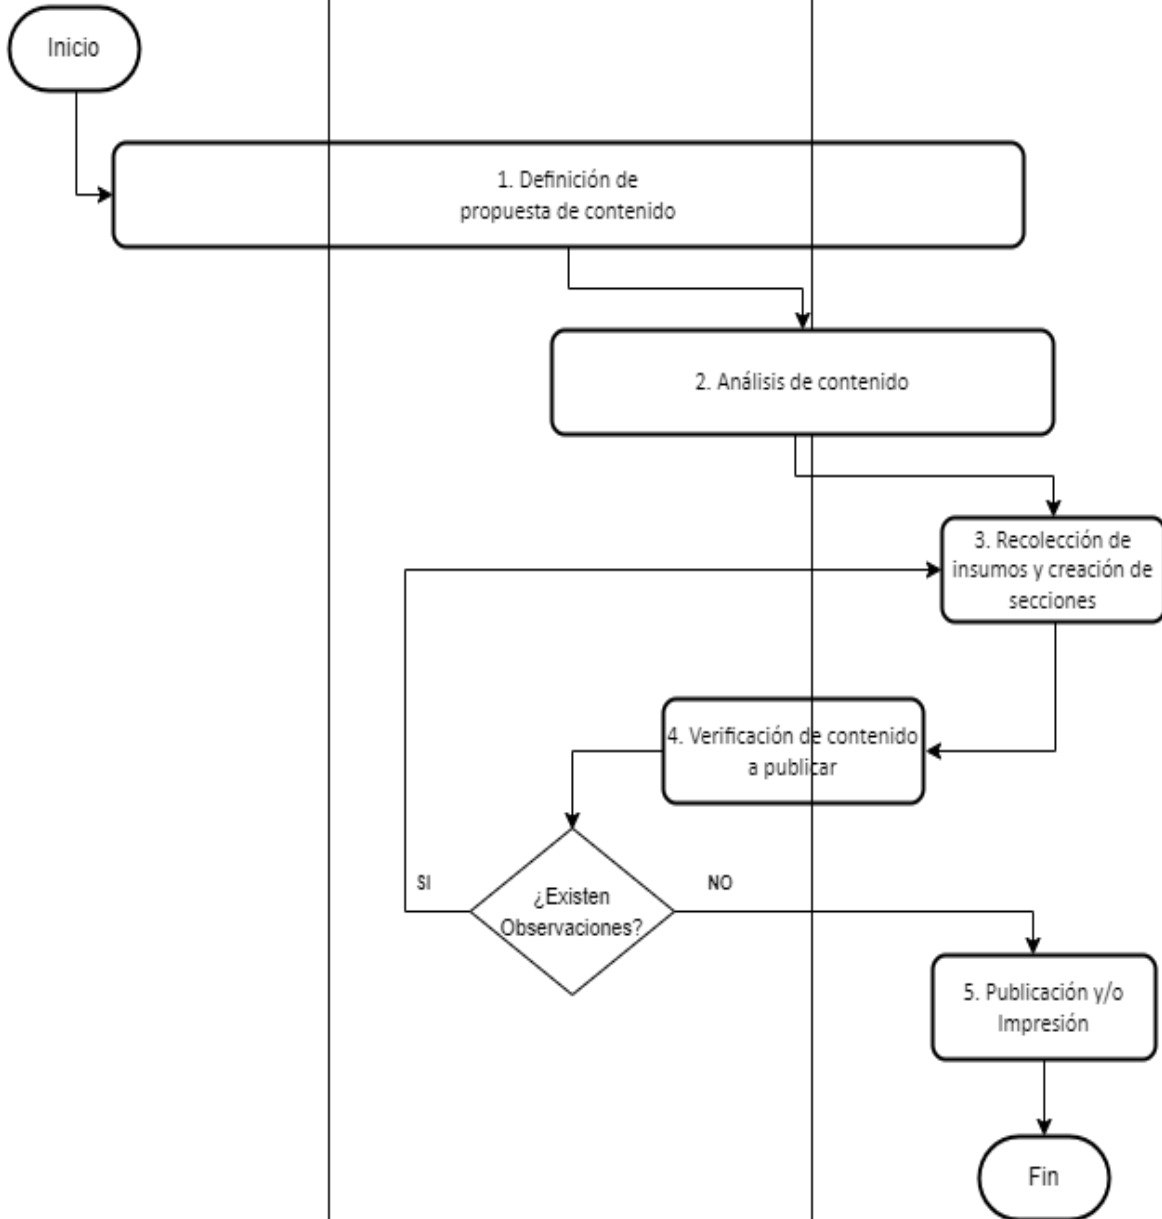 Inicio
1. Definición de
propuesta de contenido
2. Análisis de contenido
3. Recolección de
insumos y creación de
secciones
4. Verificación de contenido
a publicar
SI
NO
¿Existen
Observaciones?
5. Publicación y/o
Impresión
Fin